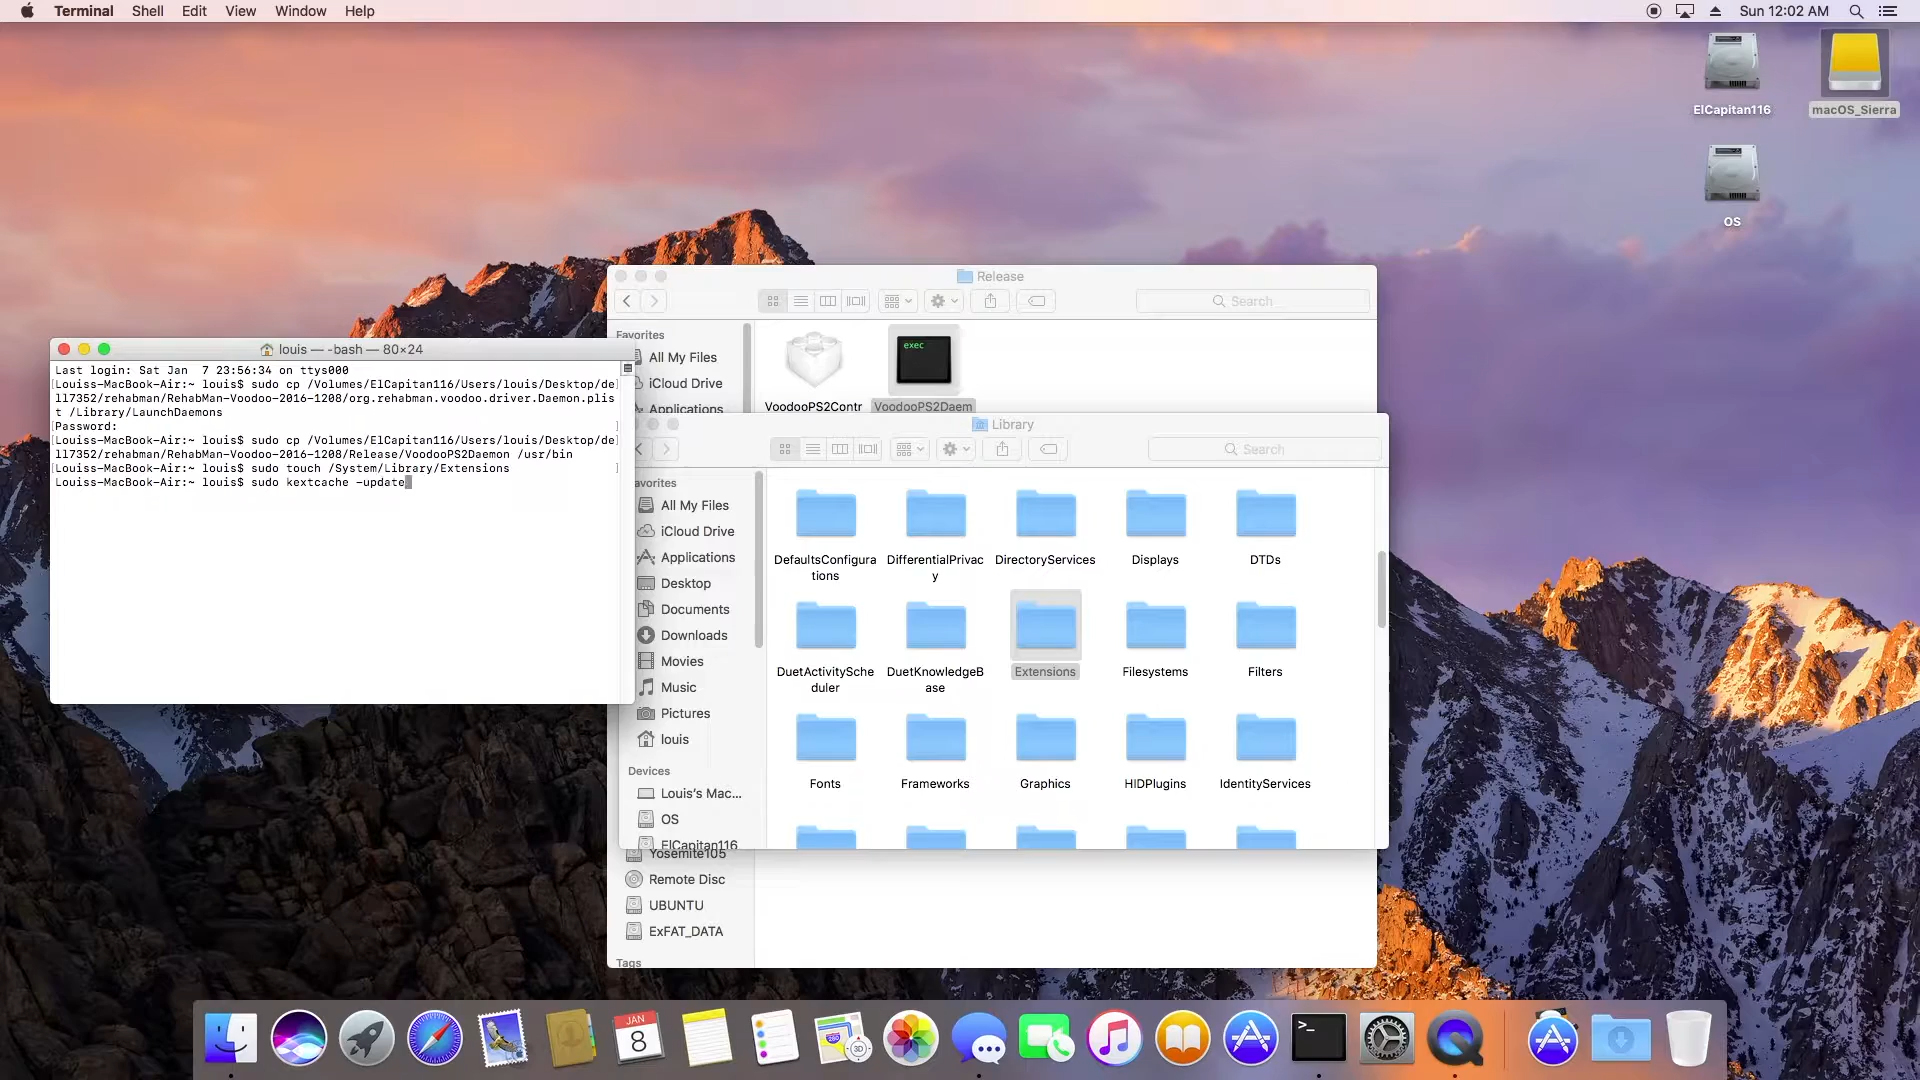 Terminal Shell Edit View Window Help
Sun 12:02 AM
ElCapitan116
macOS_Sierra
OS
Release
Search
Favorites
All My Files
iCloud Drive
Applications
VoodooPS2Contr
exec
VoodooPS2Daem
louis — -bash — 80×24
Last login: Sat Jan  7 23:56:34 on ttys000
[Louiss-MacBook-Air:~ louis$ sudo cp /Volumes/ElCapitan116/Users/louis/Desktop/de]
ll7352/rehabman/RehabMan-Voodoo-2016-1208/org.rehabman.voodoo.driver.Daemon.plis
t /Library/LaunchDaemons
[Password: ]
[Louiss-MacBook-Air:~ louis$ sudo cp /Volumes/ElCapitan116/Users/louis/Desktop/de]
ll7352/rehabman/RehabMan-Voodoo-2016-1208/Release/VoodooPS2Daemon /usr/bin
[Louiss-MacBook-Air:~ louis$ sudo touch /System/Library/Extensions ]
Louiss-MacBook-Air:~ louis$ sudo kextcache -update
Library
Search
avorites
All My Files
iCloud Drive
Applications
Desktop
Documents
Downloads
Movies
Music
Pictures
louis
Devices
Louis's Mac...
OS
ElCapitan116
DefaultsConfigura
tions
DifferentialPrivac
y
DirectoryServices
Displays
DTDs
DuetActivitySche
duler
DuetKnowledgeB
ase
Extensions
Filesystems
Filters
Fonts
Frameworks
Graphics
HIDPlugins
IdentityServices
Yosemite105
Remote Disc
UBUNTU
ExFAT_DATA
Tags
JAN
8
280
3D
>_